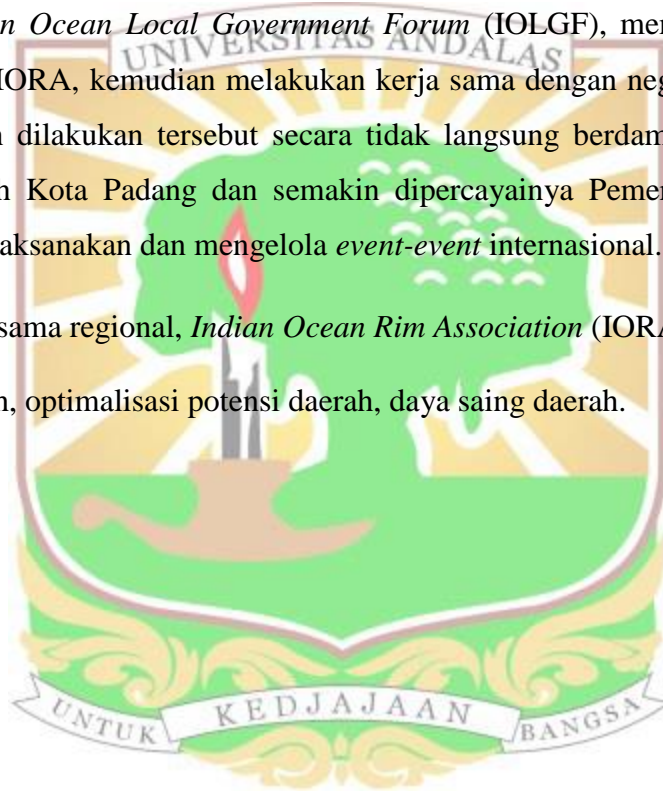 n Ocean Local Government Forum (IOLGF), mer
UNIVERSITAS ANDALAS
IORA, kemudian melakukan kerja sama dengan neg
n dilakukan tersebut secara tidak langsung berdam
h Kota Padang dan semakin dipercayainya Pemer
laksanakan dan mengelola event-event internasional.
sama regional, Indian Ocean Rim Association (IORA
n, optimalisasi potensi daerah, daya saing daerah.
UNTUK KEDJAJAAN BANGSA